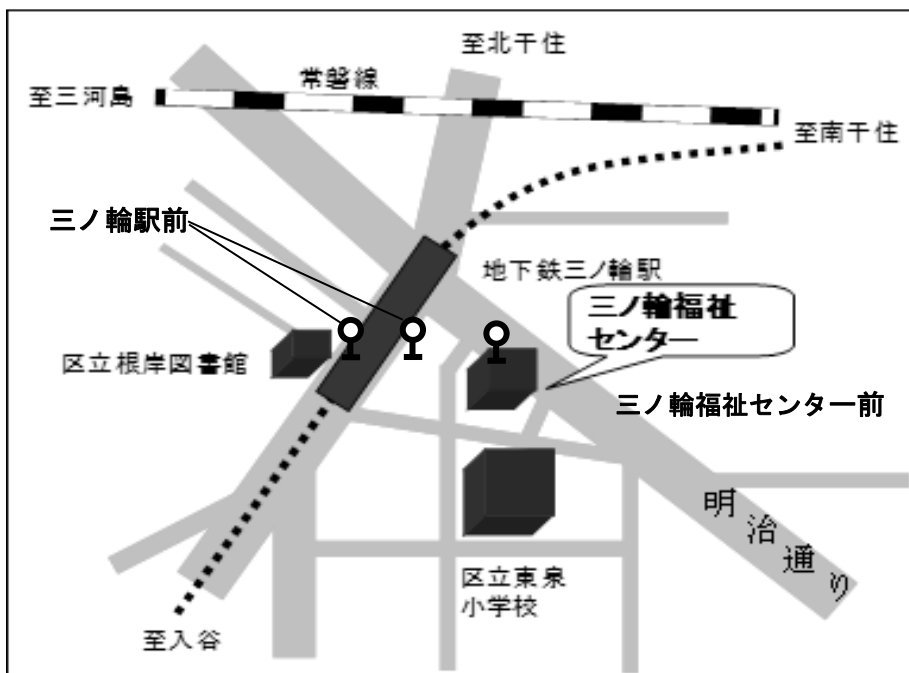 至北千住
常磐線
至三河島
至南千住
三ノ輪駅前
地下鉄三ノ輪駅
三ノ輪福祉
センター
区立根岸図書館
三ノ輪福祉センター前
明治通り
区立東泉
小学校
至入谷